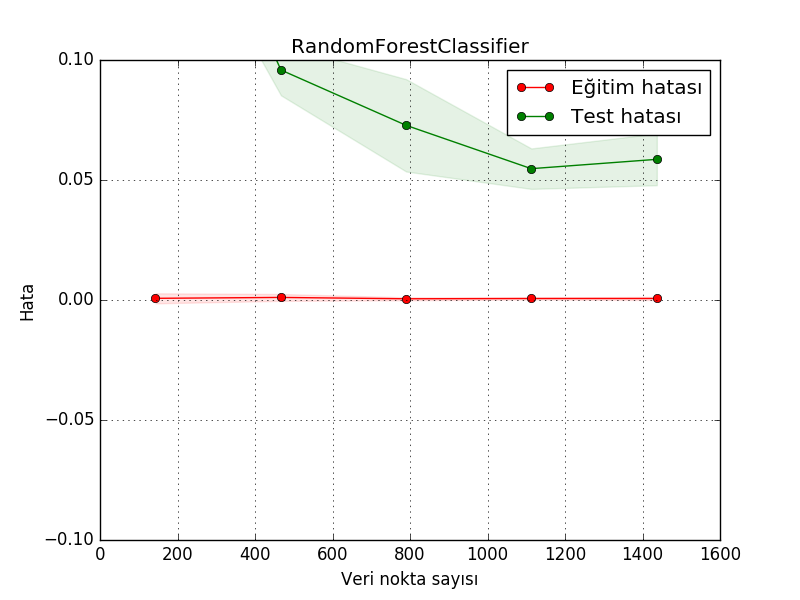 RandomForestClassifier
Eğitim hatası
Test hatası
0.10
0.05
0.00
−0.05
−0.10
Hata
0 200 400 600 800 1000 1200 1400 1600
Veri nokta sayısı